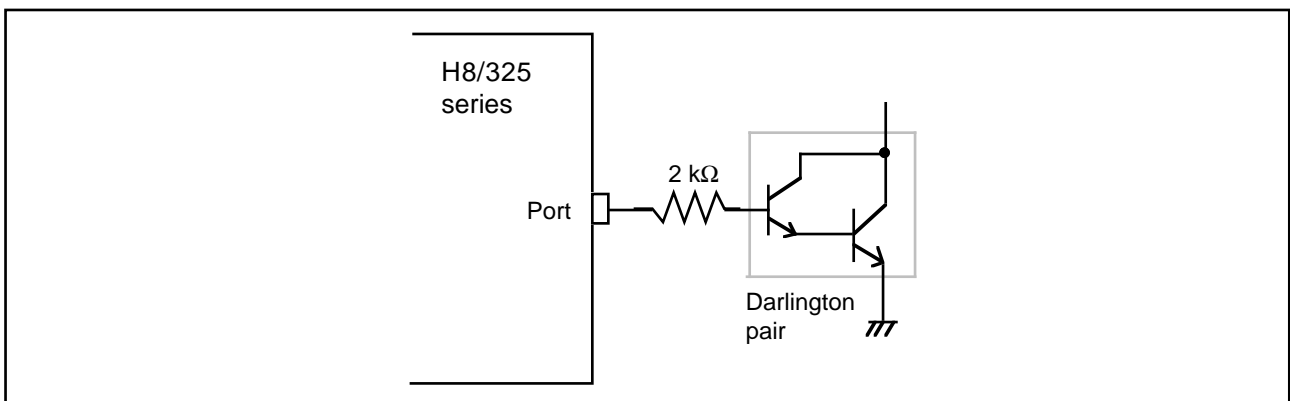 H8/325
series
2 kΩ
Port
Darlington
pair